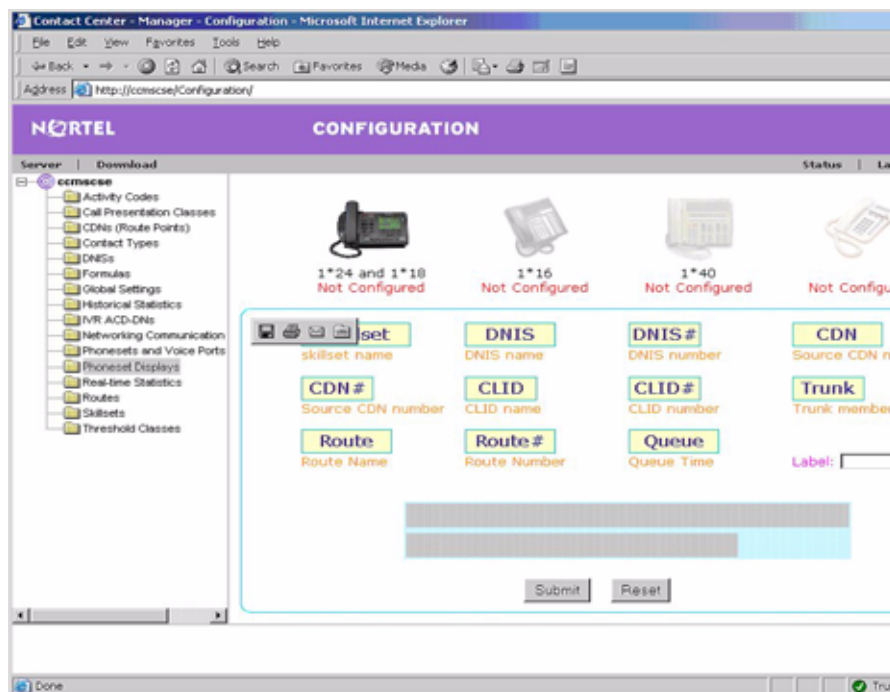 Contact Center - Manager - Configuration - Microsoft Internet Explorer
File Edit View Favorites Tools Help
Back Search Favorites Media
Address http://ccmscse/Configuration/
NORTEL CONFIGURATION
Server | Download Status | La
ccmscse
Activity Codes
Call Presentation Classes
CDNs (Route Points)
Contact Types
DNISs
Formulas
Global Settings
Historical Statistics
IVR ACD-DNs
Networking Communication
Phonesets and Voice Ports
Phoneset Displays
Real-time Statistics
Routes
Skillsets
Threshold Classes
1*24 and 1*18 1*16 1*40
Not Configured Not Configured Not Configured Not Configu
lset DNIS DNIS# CDN
skillset name DNIS name DNIS number Source CDN n
CDN# CLID CLID# Trunk
Source CDN number CLID name CLID number Trunk member
Route Route# Queue
Route Name Route Number Queue Time Label:
Submit Reset
Done Tru